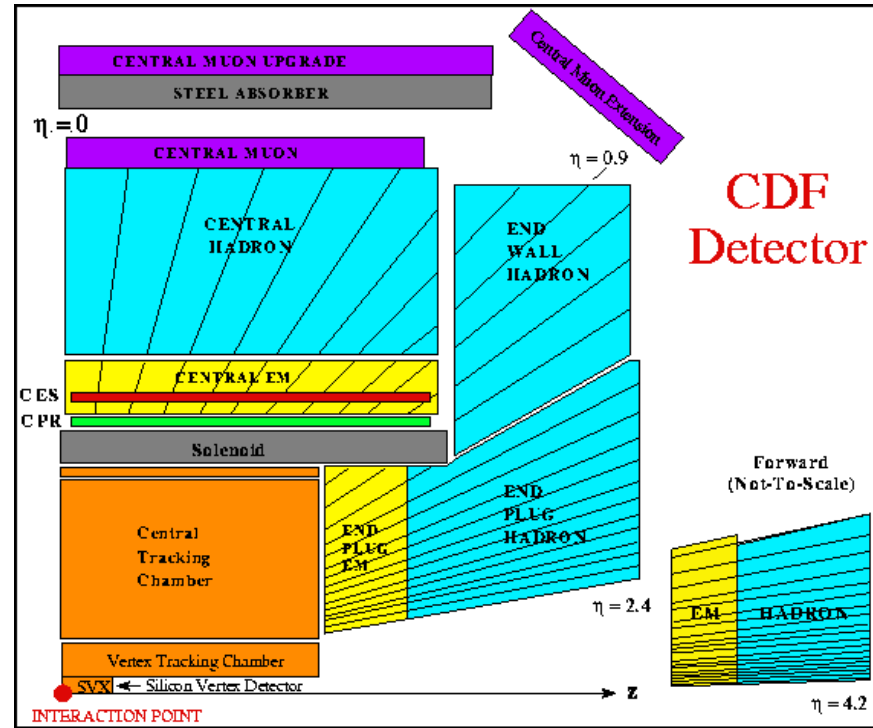 CENTRAL MUON UPGRADE
STEEL ABSORBER
Central Muon Extension
η = 0
CENTRAL MUON
η = 0.9
CDF
Detector
CENTRAL
HADRON
END
WALL
HADRON
CENTRAL EM
CES
CPR
Solenoid
Forward
(Not-To-Scale)
Central
Tracking
Chamber
END
PLUG
EM
END
PLUG
HADRON
η = 2.4
EM
HADRON
Vertex Tracking Chamber
SVX
Silicon Vertex Detector
Z
η = 4.2
INTERACTION POINT